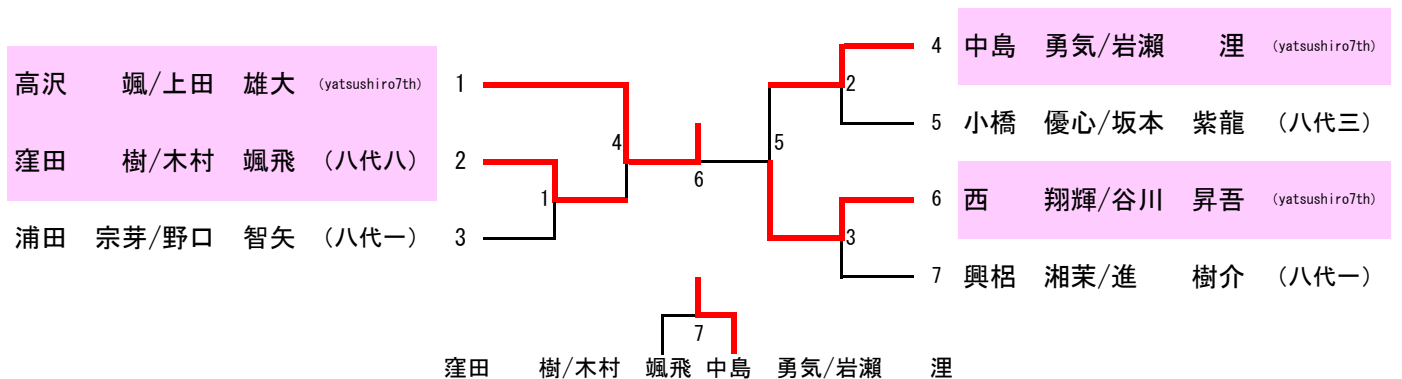 高沢 颯/上田 雄大 (yatsushiro7th) 1
窪田 樹/木村 颯飛 (八代八) 2
浦田 宗芽/野口 智矢 (八代一) 3
4
1
6
5
2
3
4 中島 勇気/岩瀬 浬 (yatsushiro7th)
5 小橋 優心/坂本 紫龍 (八代三)
6 西 翔輝/谷川 昇吾 (yatsushiro7th)
7 興梠 湘茉/進 樹介 (八代一)
7
窪田 樹/木村 颯飛 中島 勇気/岩瀬 浬